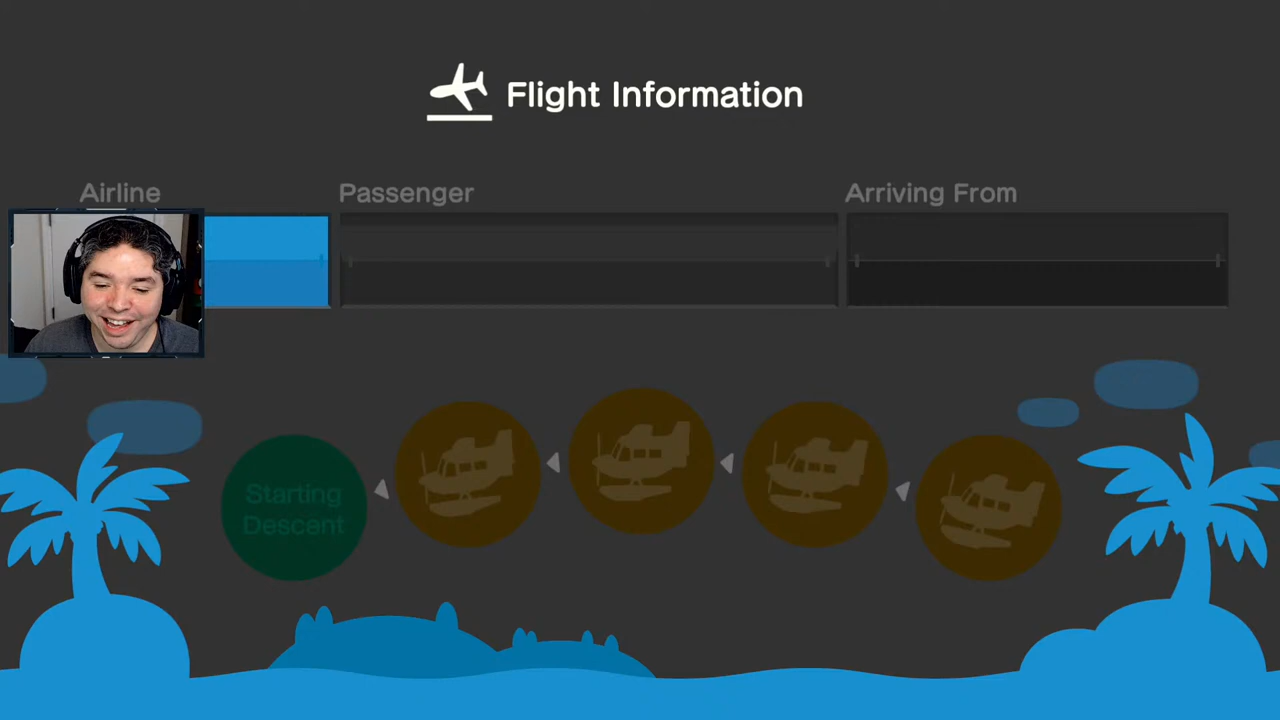 Flight Information
Airline
Passenger
Arriving From
Starting
Descent